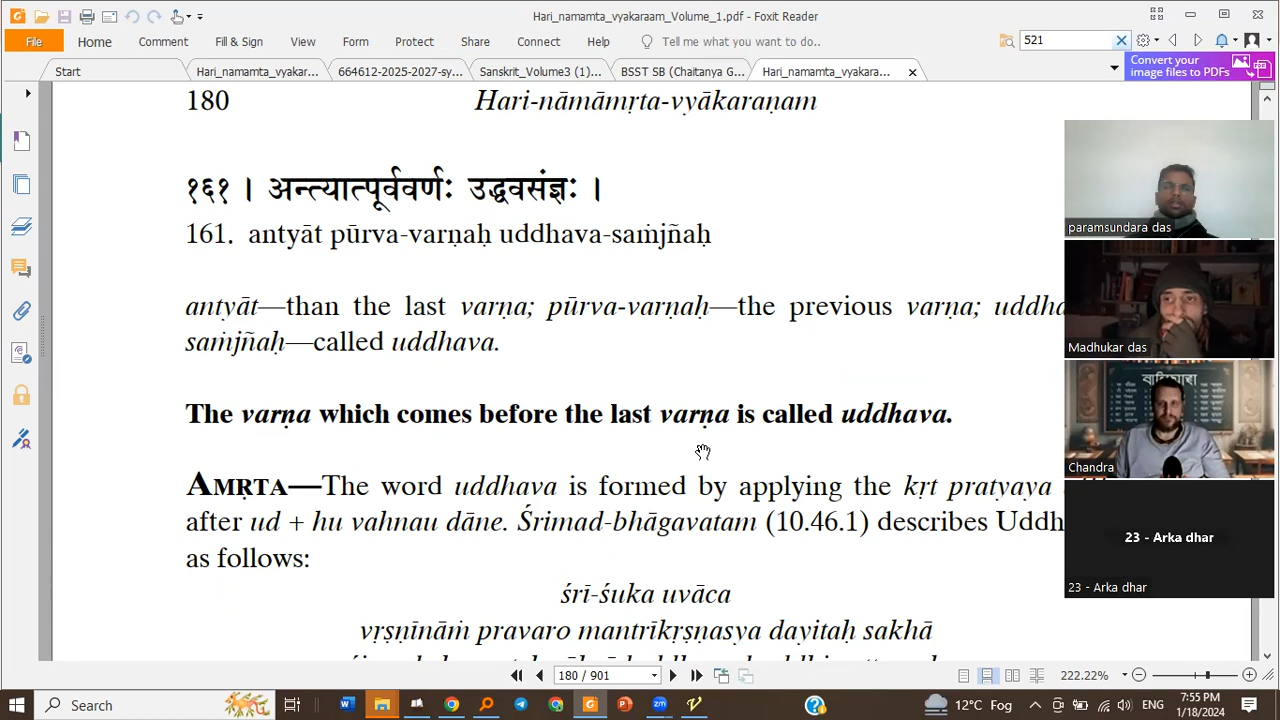 Hari_namamta_vyakaraam_Volume_1.pdf - Foxit Reader
File Home Comment Fill & Sign View Form Protect Share Connect Help Tell me what you want to do.. 521
Start Hari_namamta_vyakar... 664612-2025-2027-sy... Sanskrit_Volume3 (1)... BSST SB (Chaitanya G... Hari_namamta_vyakara...
Convert your
image files to PDFs
180 Hari-nāmāmṛta-vyākaraṇam
१६१ । अन्त्यात्पूर्ववर्णः उद्धवसंज्ञः ।
161. antyāt pūrva-varṇaḥ uddhava-saṁjñaḥ
antyāt—than the last varṇa; pūrva-varṇaḥ—the previous varṇa; uddha
saṁjñaḥ—called uddhava.
The varṇa which comes before the last varṇa is called uddhava.
AMṚTA—The word uddhava is formed by applying the kṛt pratyaya
after ud + hu vahnau dāne. Śrimad-bhāgavatam (10.46.1) describes Uddh
as follows:
śrī-śuka uvāca
vṛṣṇīnāṁ pravaro mantrīkṛṣṇasya dayitaḥ sakhā
paramsundara das
Madhukar das
Chandra
23 - Arka dhar
23 - Arka dhar
180 / 901 222.22%
Search 12°C Fog ENG 7:55 PM
1/18/2024